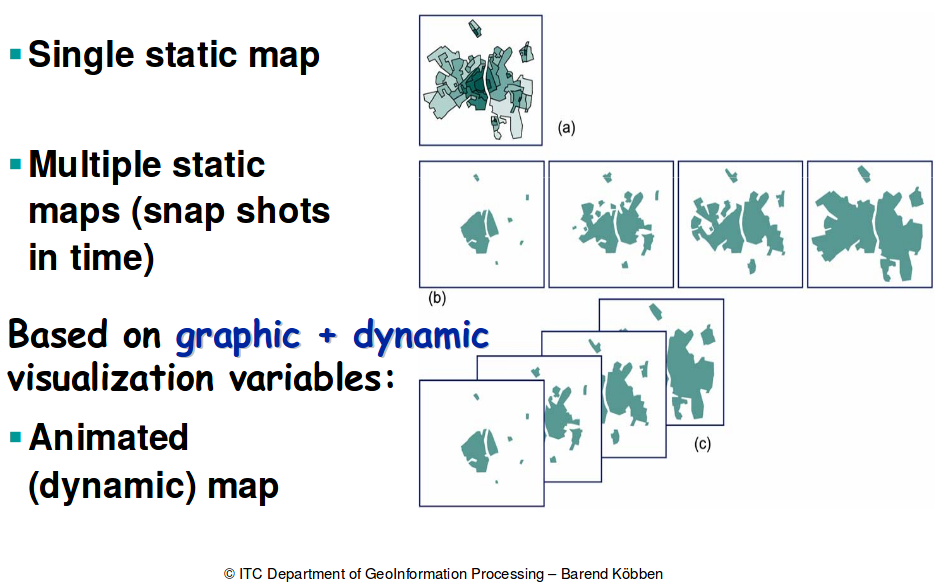 ▪ Single static map
(a)
▪ Multiple static
maps (snap shots
in time)
(b)
Based on graphic + dynamic
visualization variables:
▪ Animated
(dynamic) map
(c)
© ITC Department of GeoInformation Processing – Barend Köbben